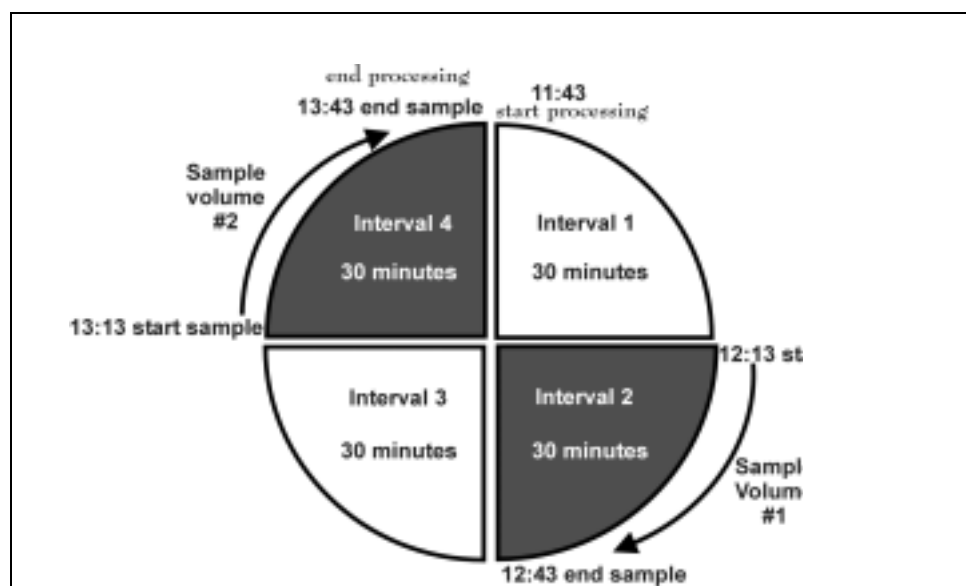 end processing
13:43 end sample
11:43
start processing
Sample
volume
#2
Interval 4
30 minutes
Interval 1
30 minutes
13:13 start sample
12:13 st
Interval 3
30 minutes
Interval 2
30 minutes
Sampl
Volum
#1
12:43 end sample